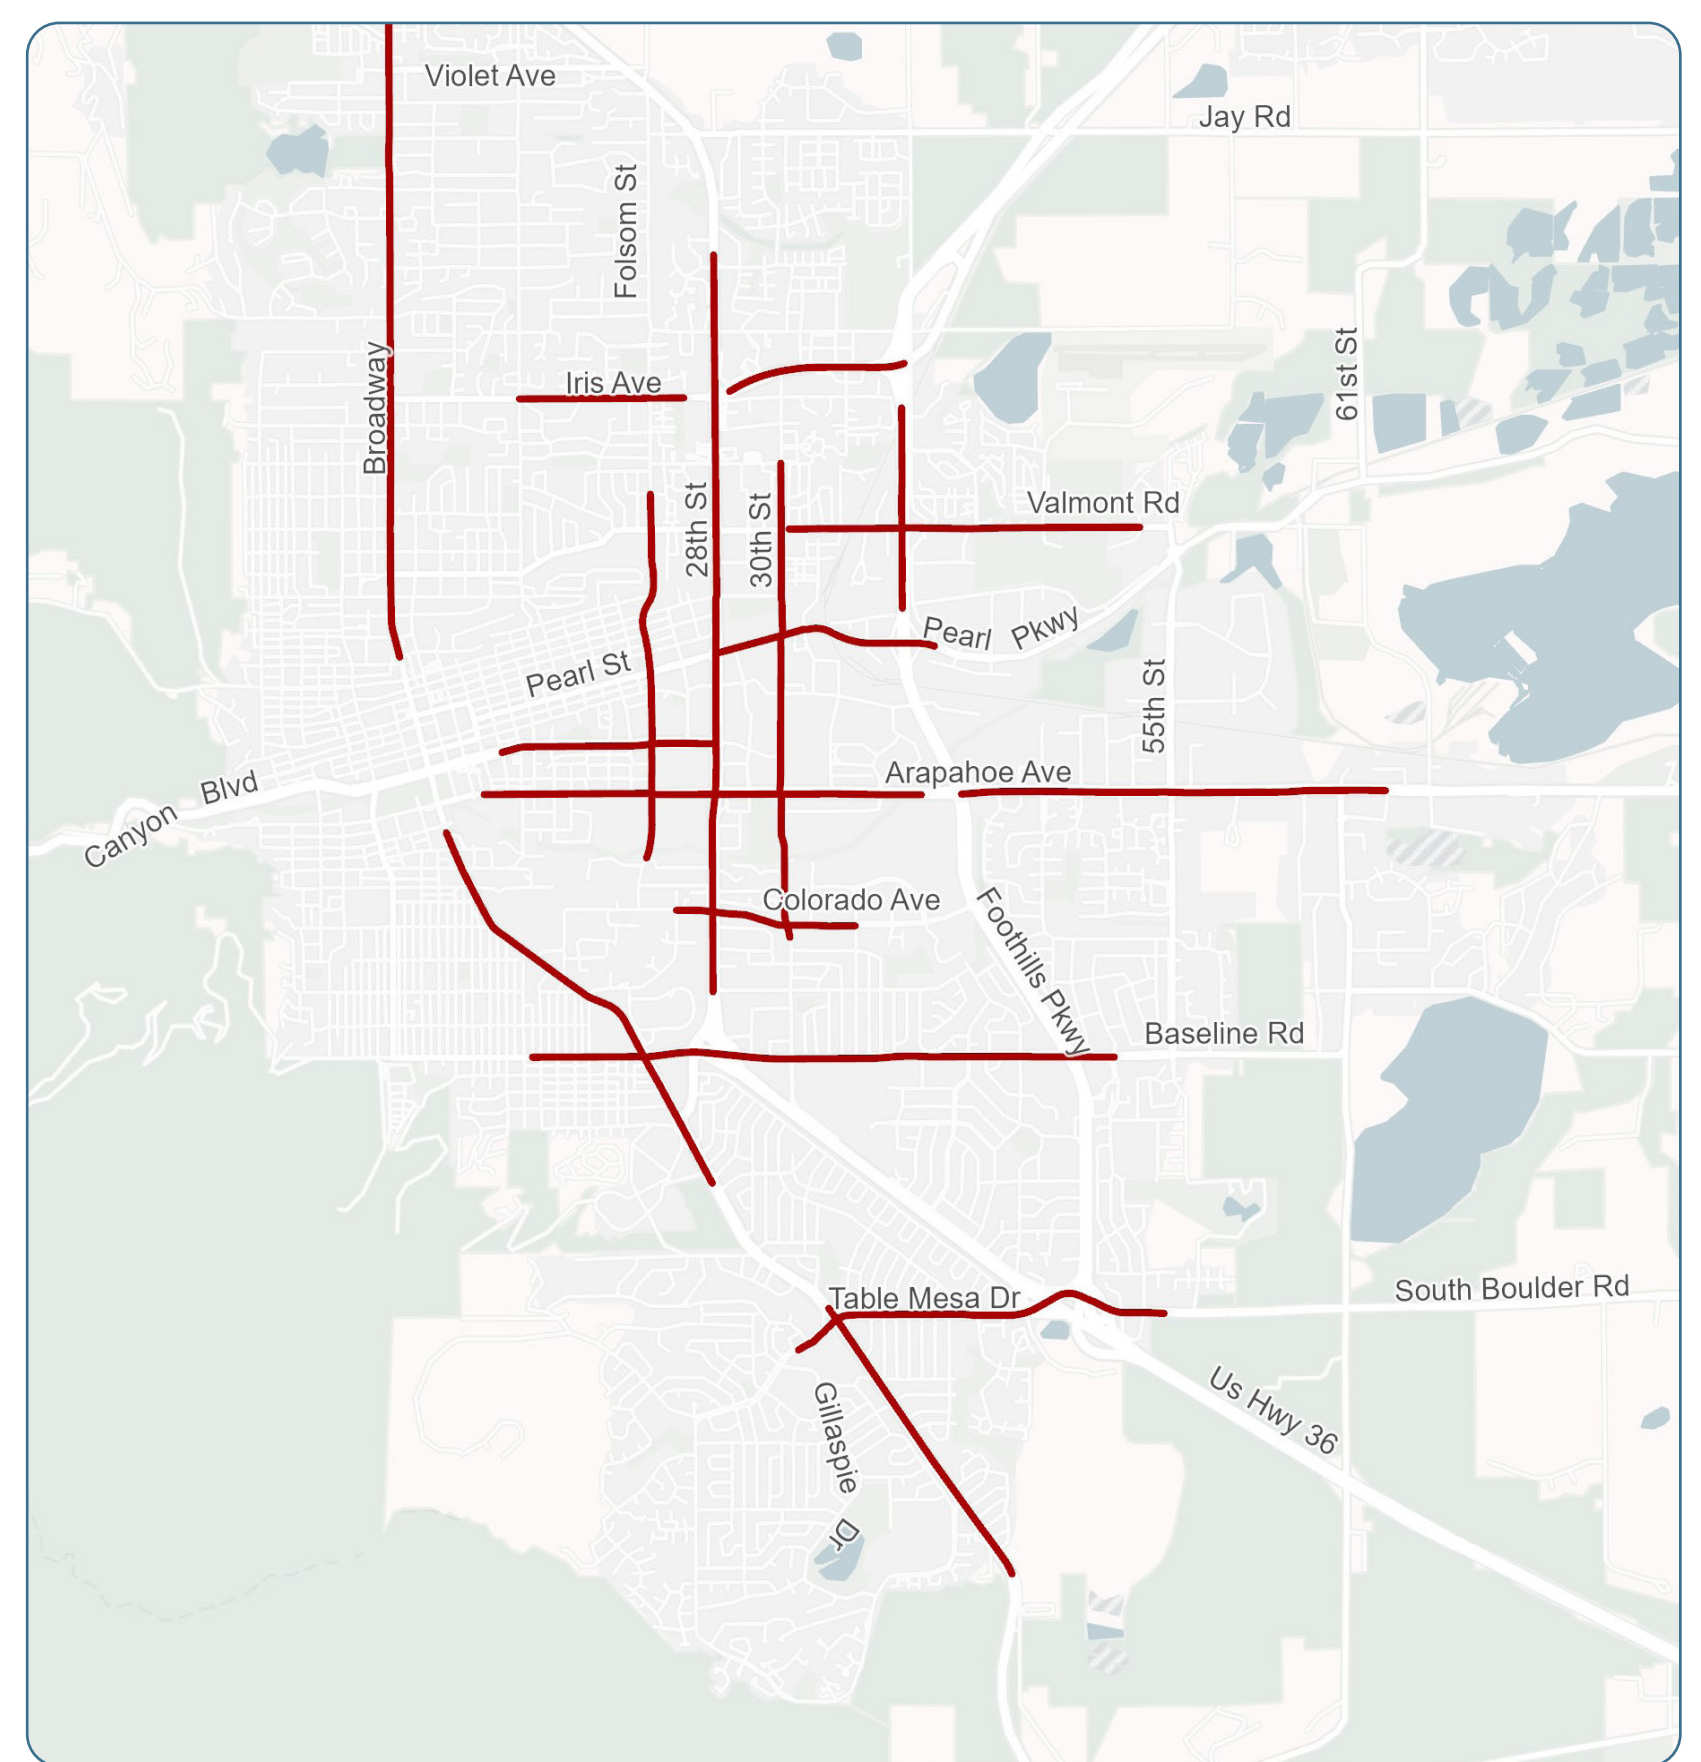 Violet Ave
Jay Rd
Folsom St
Broadway
Iris Ave
61st St
28th St
30th St
Valmont Rd
Pearl Pkwy
Pearl St
55th St
Arapahoe Ave
Canyon Blvd
Colorado Ave
Foothills Pkwy
Baseline Rd
Table Mesa Dr
South Boulder Rd
Gillaspie Dr
Us Hwy 36